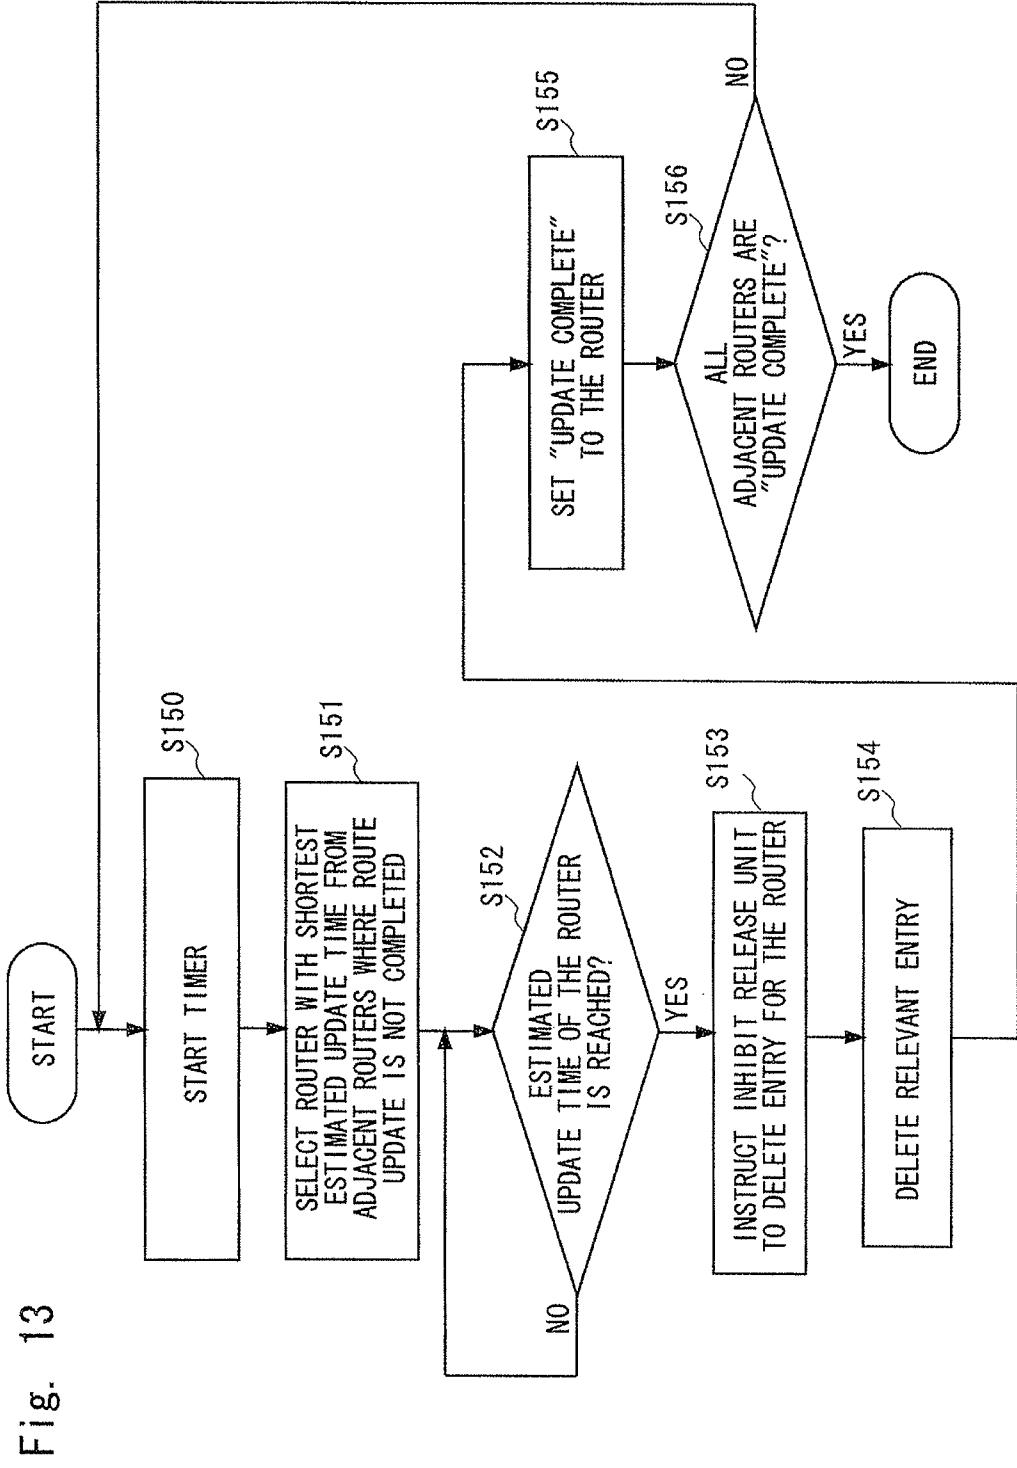 Fig. 13
START
S150
START TIMER
S151
SELECT ROUTER WITH SHORTEST
ESTIMATED UPDATE TIME FROM
ADJACENT ROUTERS WHERE ROUTE
UPDATE IS NOT COMPLETED
S152
ESTIMATED
UPDATE TIME OF THE ROUTER
IS REACHED?
NO
YES
S153
INSTRUCT INHIBIT RELEASE UNIT
TO DELETE ENTRY FOR THE ROUTER
S154
DELETE RELEVANT ENTRY
S155
SET "UPDATE COMPLETE"
TO THE ROUTER
S156
ALL
ADJACENT ROUTERS ARE
"UPDATE COMPLETE"?
NO
YES
END